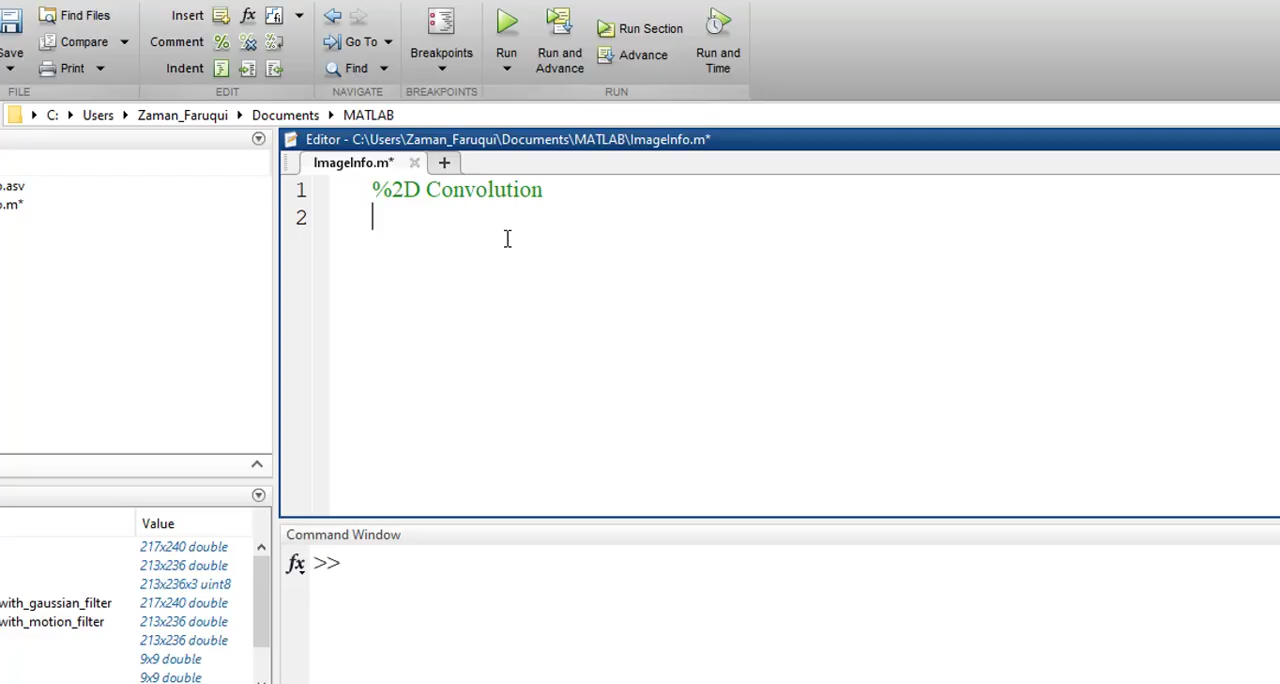 Find Files
Insert
fx
Save
Compare
Comment
Go To
Breakpoints
Run
Run and
Advance
Run Section
Advance
Run and
Time
Print
Indent
Find
FILE
EDIT
NAVIGATE
BREAKPOINTS
RUN
C: Users Zaman_Faruqui Documents MATLAB
Editor - C:\Users\Zaman_Faruqui\Documents\MATLAB\ImageInfo.m*
ImageInfo.m*
o.asv
o.m*
1 %2D Convolution
2
Value
217x240 double
213x236 double
213x236x3 uint8
with_gaussian_filter 217x240 double
with_motion_filter 213x236 double
213x236 double
9x9 double
9x9 double
Command Window
fx >>